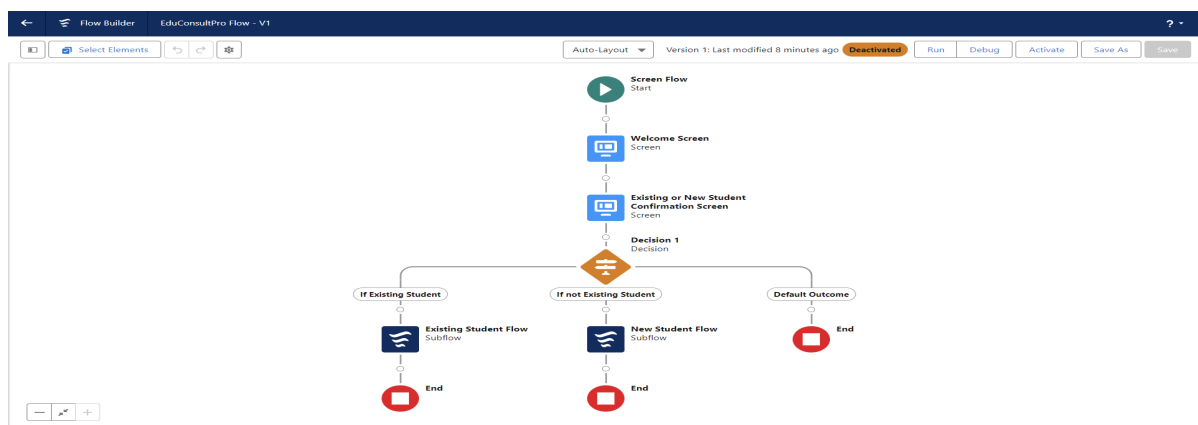 Flow Builder EduConsultPro Flow - V1 ?
Select Elements Auto-Layout Version 1: Last modified 8 minutes ago Deactivated Run Debug Activate Save As Save
Screen Flow
Start
Welcome Screen
Screen
Existing or New Student
Confirmation Screen
Screen
Decision 1
Decision
If Existing Student If not Existing Student Default Outcome
Existing Student Flow New Student Flow End
Subflow Subflow
End End